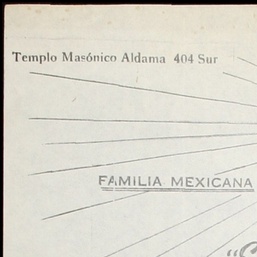 Templo Masónico Aldama 404 Sur
FAMILIA MEXICANA